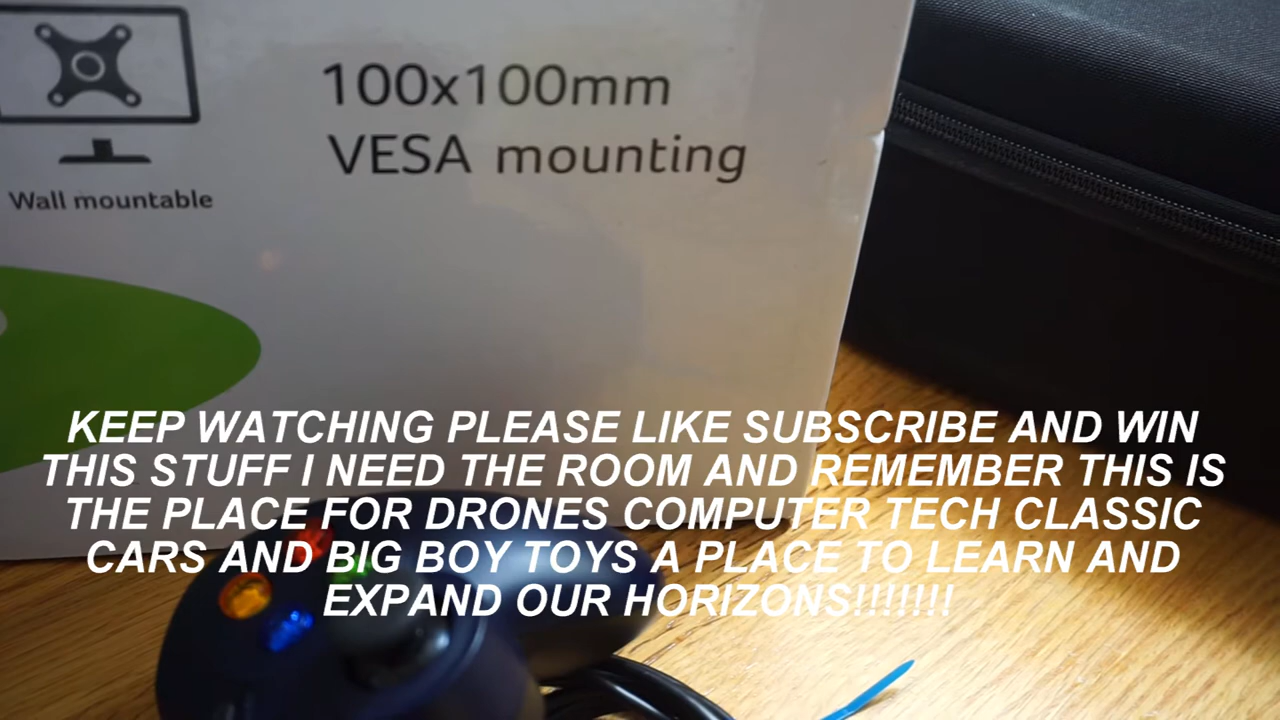 100x100mm
VESA mounting
Wall mountable
KEEP WATCHING PLEASE LIKE SUBSCRIBE AND WIN
THIS STUFF I NEED THE ROOM AND REMEMBER THIS IS
THE PLACE FOR DRONES COMPUTER TECH CLASSIC
CARS AND BIG BOY TOYS A PLACE TO LEARN AND
EXPAND OUR HORIZONS!!!!!!!